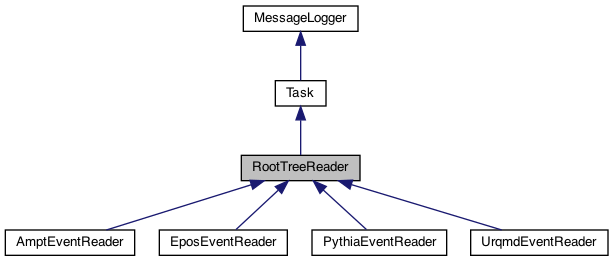 MessageLogger
Task
RootTreeReader
AmptEventReader
EposEventReader
PythiaEventReader
UrqmdEventReader